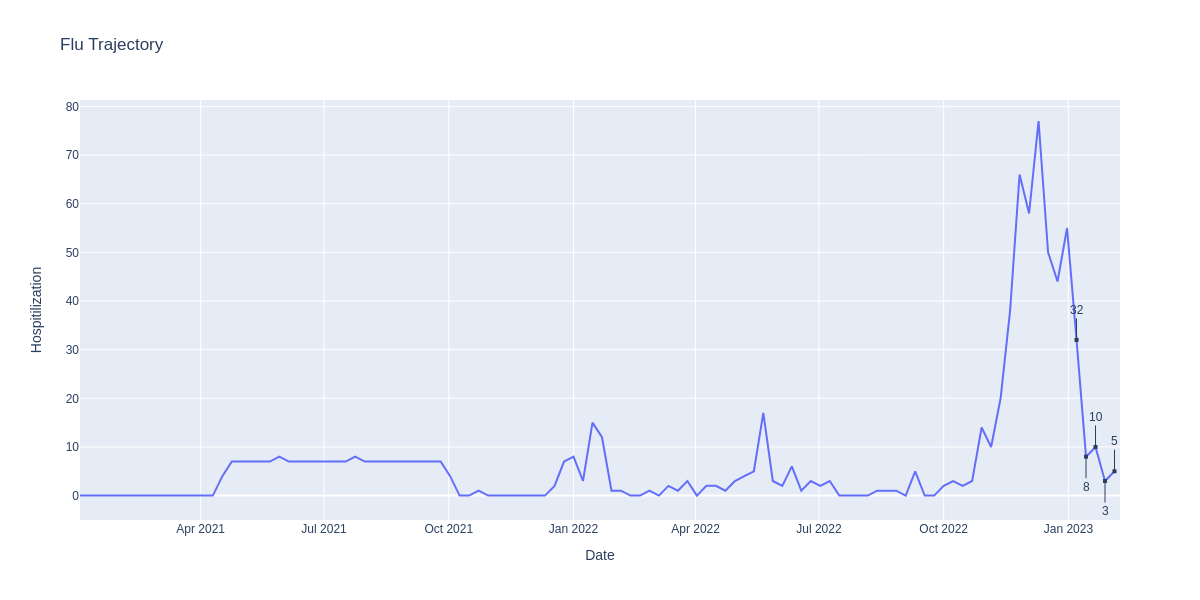 Flu Trajectory
80
70
60
50
40
30
20
10
0
Hospitilization
32
10
5
8
3
Apr 2021
Jul 2021
Oct 2021
Jan 2022
Apr 2022
Jul 2022
Oct 2022
Jan 2023
Date